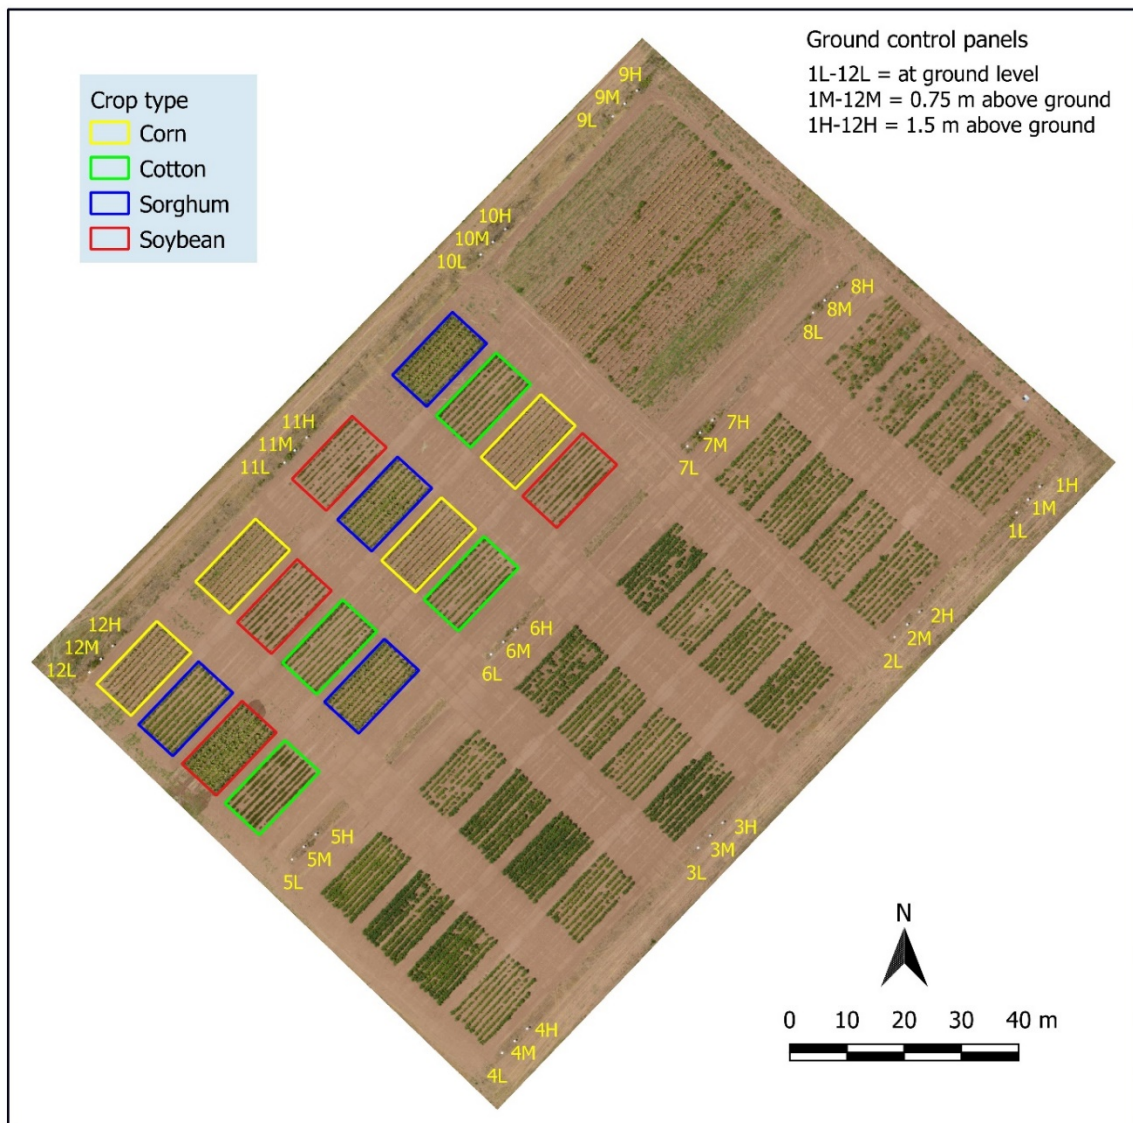 Ground control panels
1L-12L = at ground level
1M-12M = 0.75 m above ground
1H-12H = 1.5 m above ground
Crop type
Corn
Cotton
Sorghum
Soybean
9H
9M
9L
10H
10M
10L
8H
8M
8L
11H
11M
11L
7H
7M
7L
1H
1M
1L
12H
12M
12L
6H
6M
6L
2H
2M
2L
5H
5M
5L
3H
3M
3L
4H
4M
4L
N
0 10 20 30 40 m